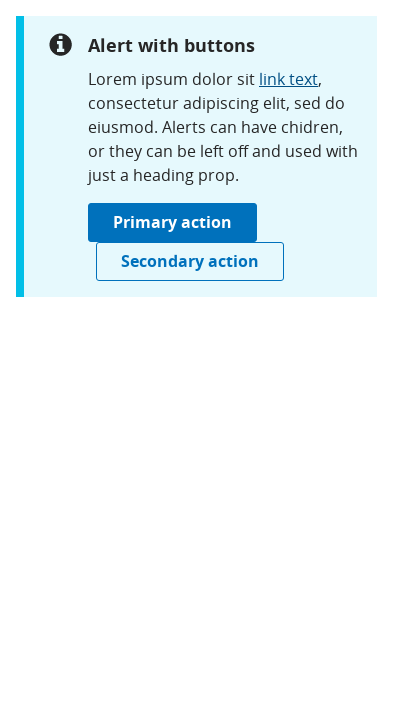 Alert with buttons
Lorem ipsum dolor sit link text,
consectetur adipiscing elit, sed do
eiusmod. Alerts can have chidren,
or they can be left off and used with
just a heading prop.
Primary action
Secondary action